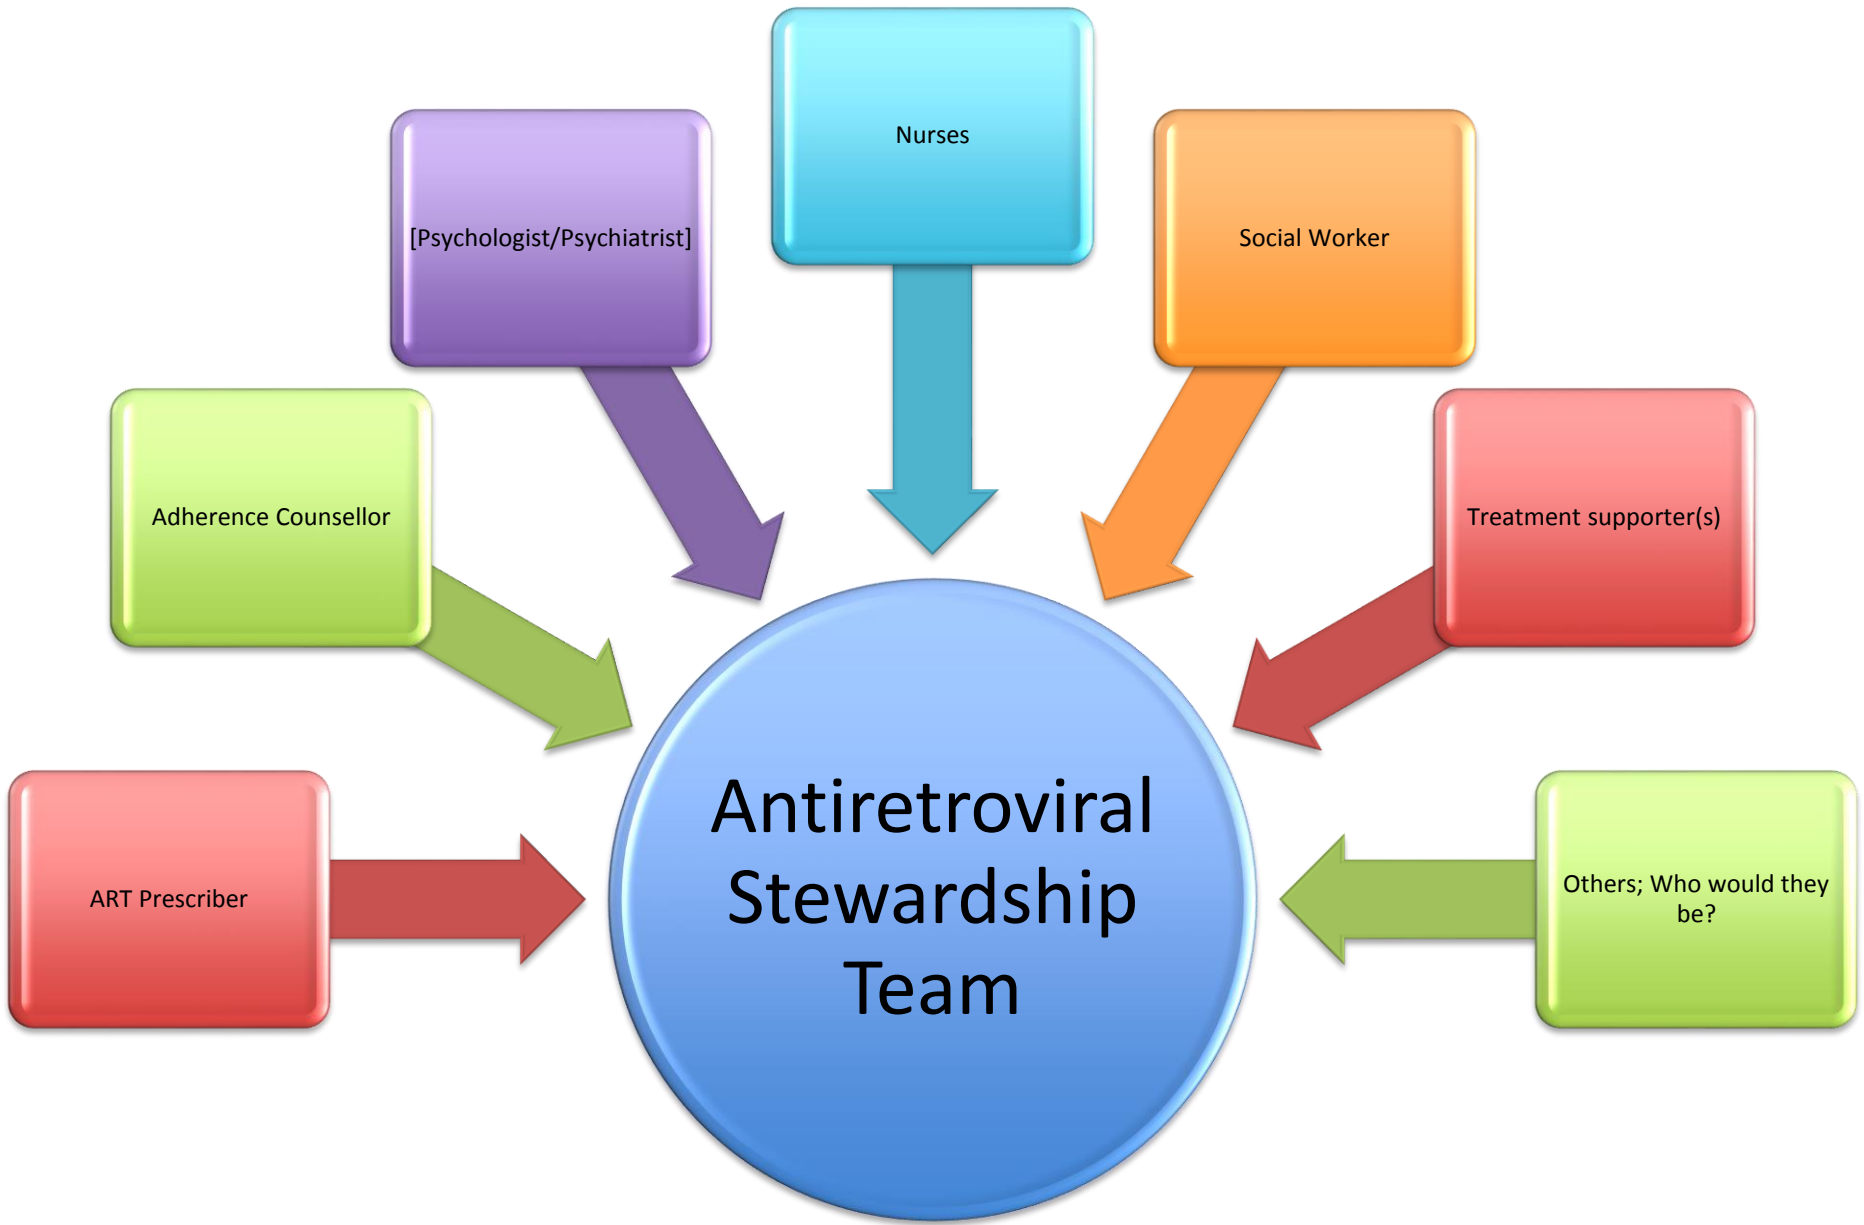 Nurses
[Psychologist/Psychiatrist]
Social Worker
Adherence Counsellor
Treatment supporter(s)
ART Prescriber
Antiretroviral
Stewardship
Team
Others; Who would they
be?